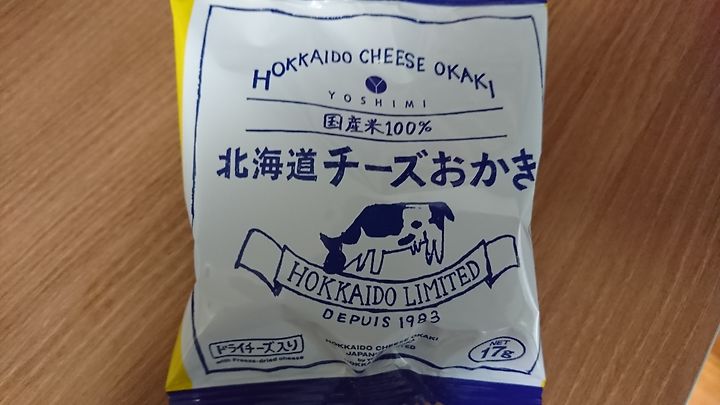 HOKKAIDO CHEESE OKAKI
YOSHIMI
国産米100%
北海道チーズおかき
HOKKAIDO LIMITED
DEPUIS 1983
ドライチーズ入り
with Freeze-dried cheese
HOKKAIDO CHEESE OKAKI
NET
17g